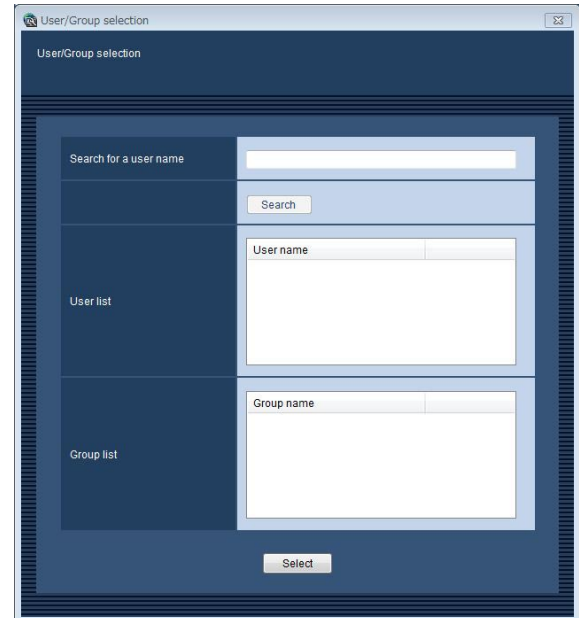 User/Group selection
User/Group selection
Search for a user name
Search
User list
User name
Group list
Group name
Select